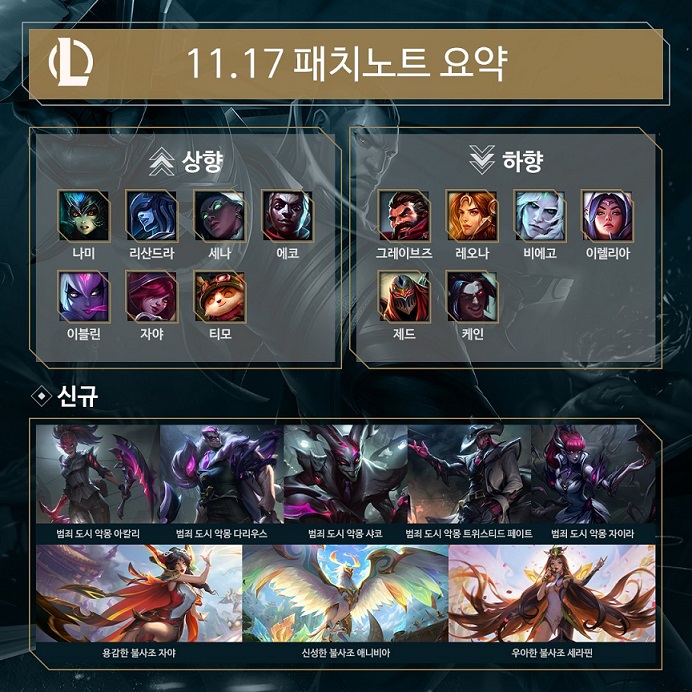 11.17 패치노트 요약
상향
나미 리산드라 세나 에코
이블린 자야 티모
하향
그레이브즈 레오나 비에고 이렐리아
제드 케인
신규
범죄 도시 악몽 아칼리 범죄 도시 악몽 다리우스 범죄 도시 악몽 샤코 범죄 도시 악몽 트위스티드 페이트 범죄 도시 악몽 자이라
용감한 불사조 자야 신성한 불사조 애니비아 우아한 불사조 세라핀